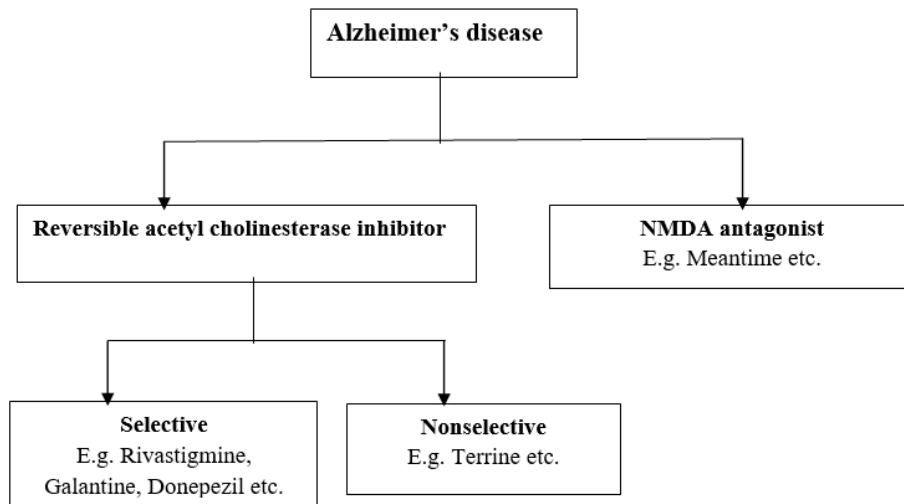 Alzheimer's disease
Reversible acetyl cholinesterase inhibitor
NMDA antagonist
E.g. Meantime etc.
Selective
E.g. Rivastigmine,
Galantine, Donepezil etc.
Nonselective
E.g. Terrine etc.